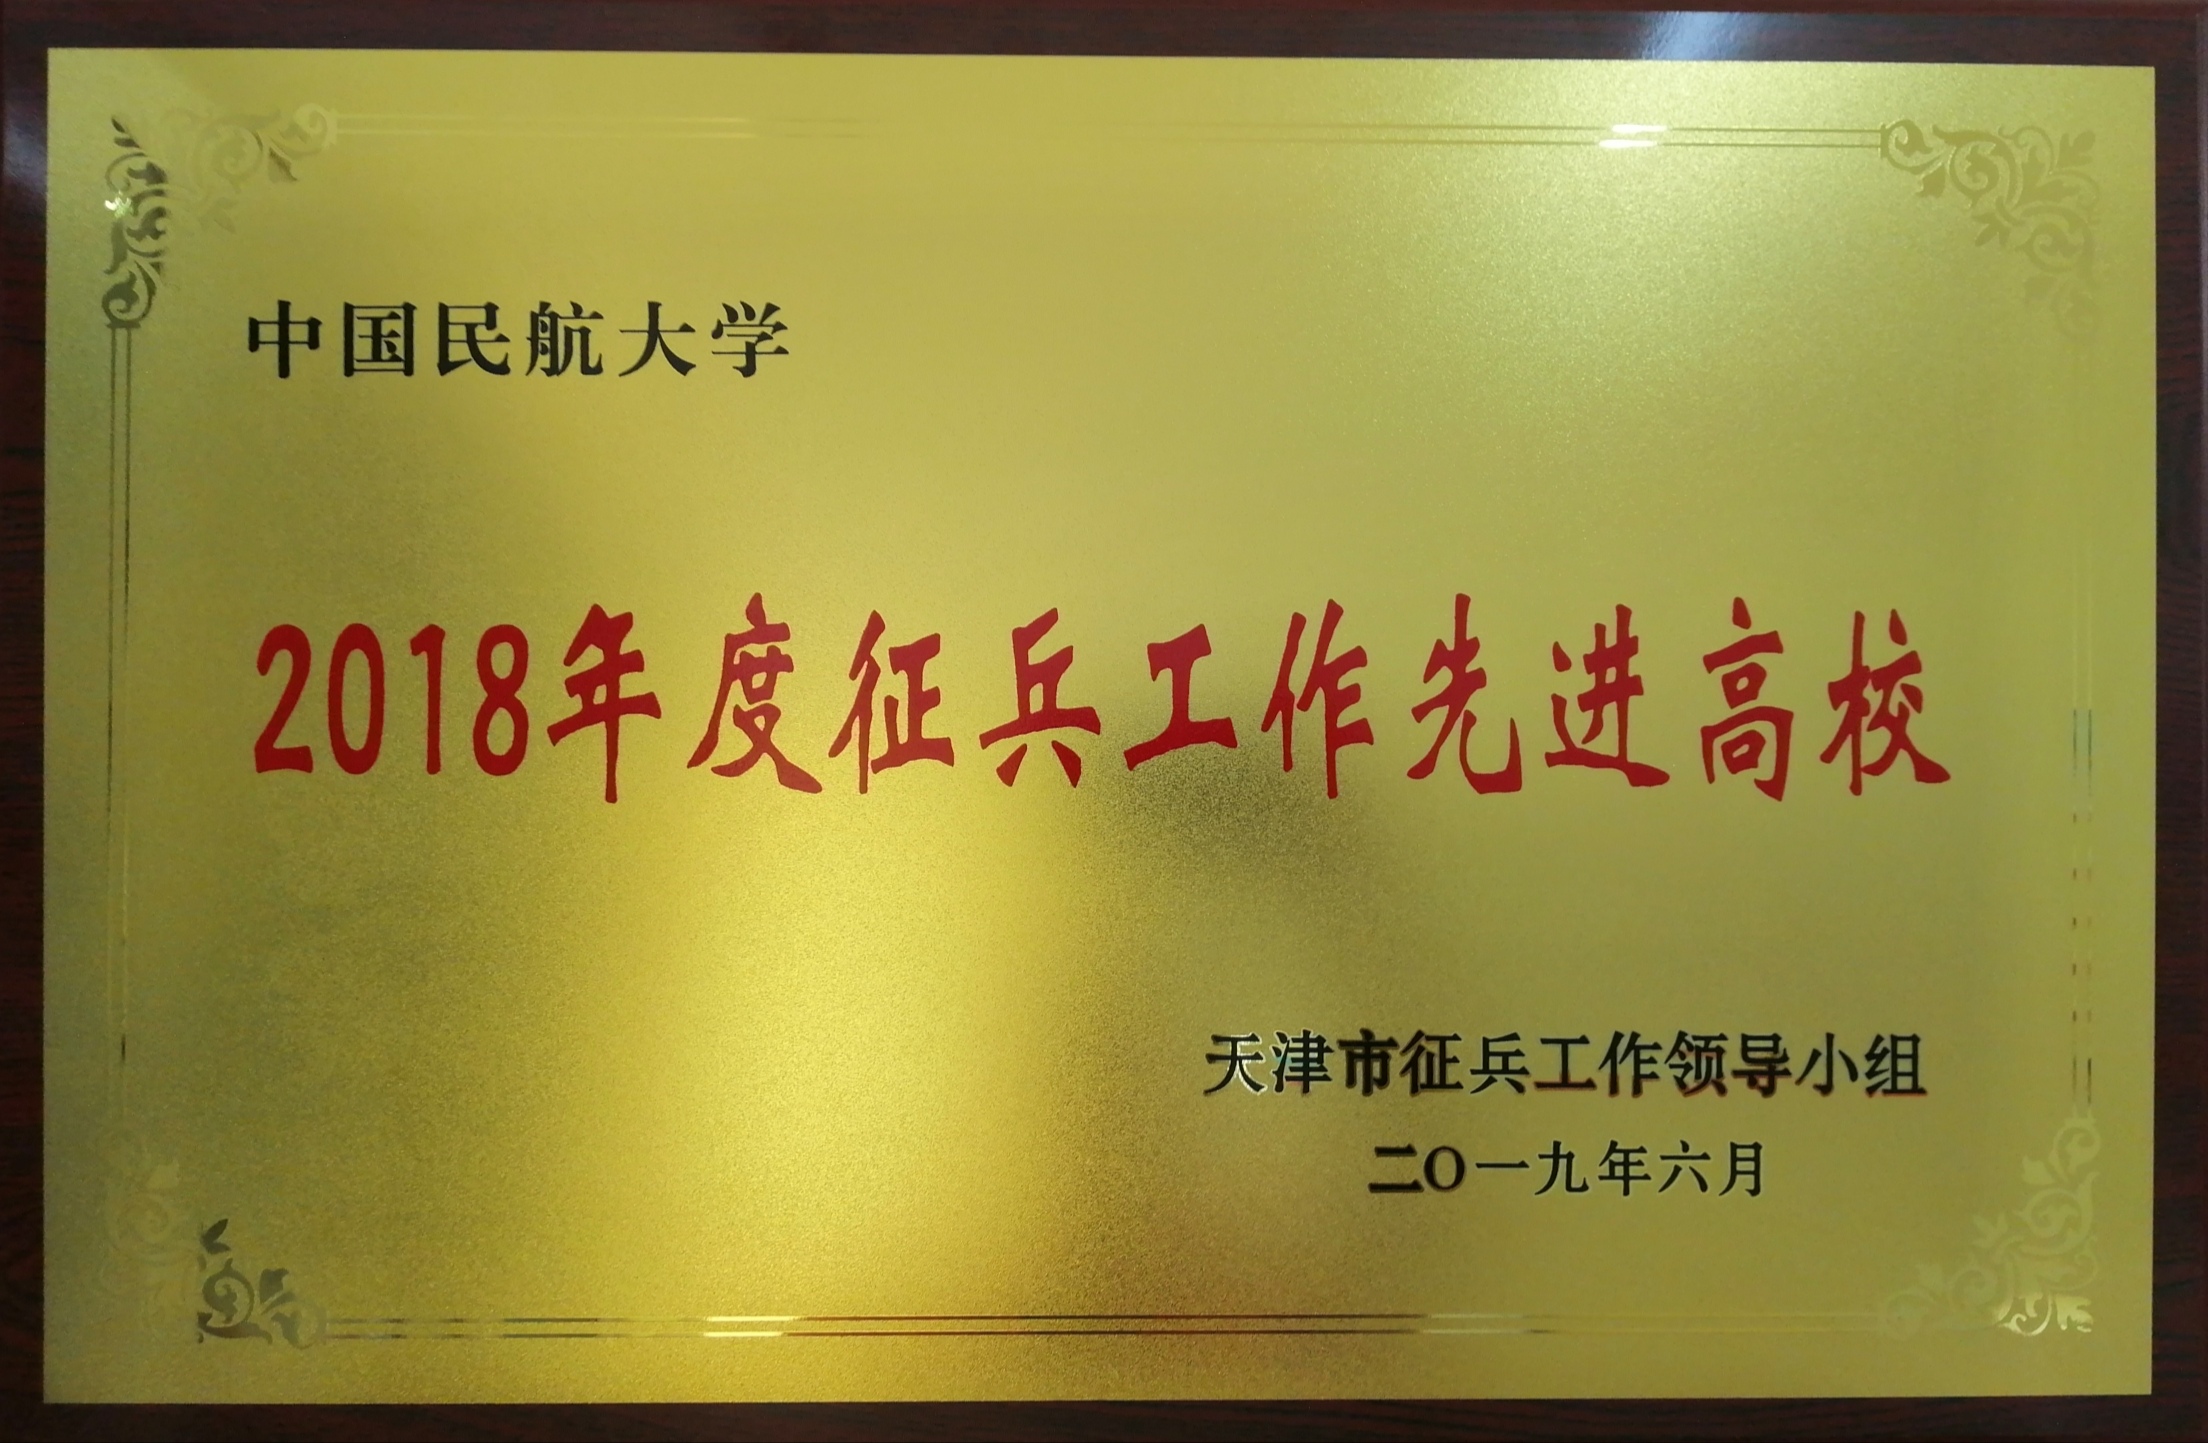 中国民航大学
2018年度征兵工作先进高校
天津市征兵工作领导小组
二〇一九年六月